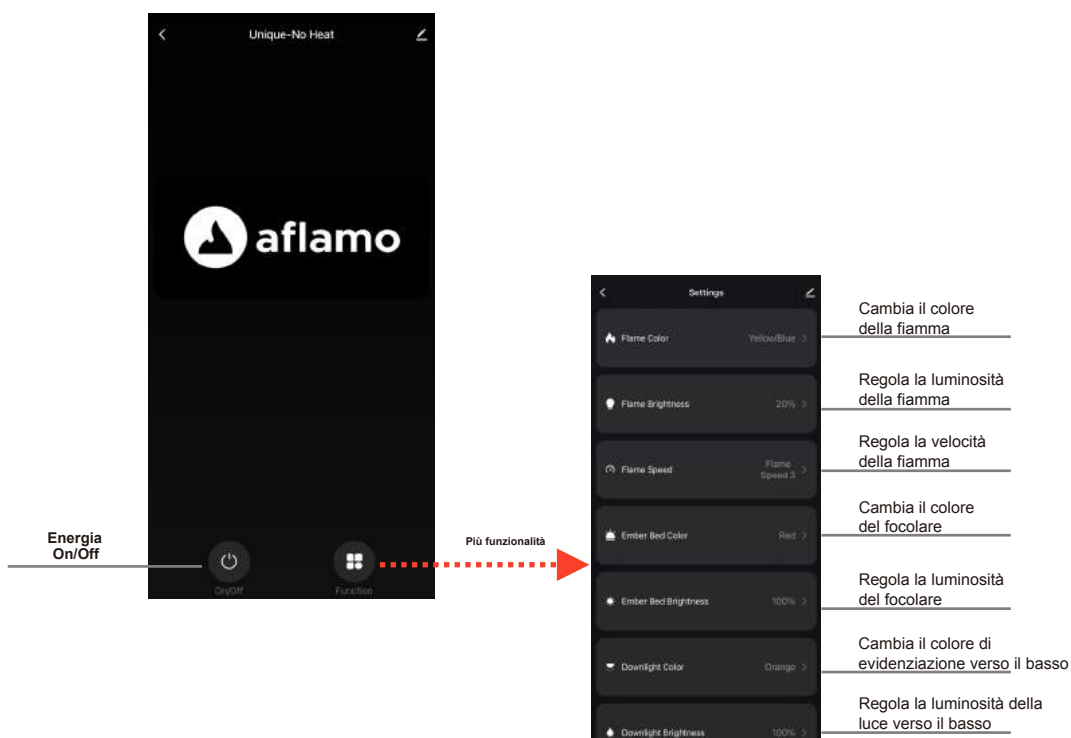 Unique-No Heat
aflamo
Energia
On/Off
On/Off
Function
Più funzionalità
Settings
Flame Color
Yellow/Blue
Cambia il colore
della fiamma
Flame Brightness
20%
Regola la luminosità
della fiamma
Flame Speed
Flame
Speed 3
Regola la velocità
della fiamma
Ember Bed Color
Red
Cambia il colore
del focolare
Ember Bed Brightness
100%
Regola la luminosità
del focolare
Downlight Color
Orange
Cambia il colore di
evidenziazione verso il basso
Downlight Brightness
100%
Regola la luminosità della
luce verso il basso